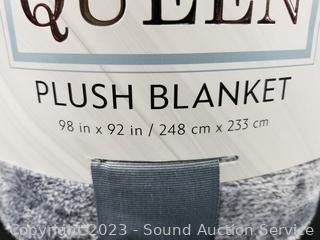 QUEEN
PLUSH BLANKET
98 in x 92 in / 248 cm x 233 cm
Copyright 2023 - Sound Auction Service